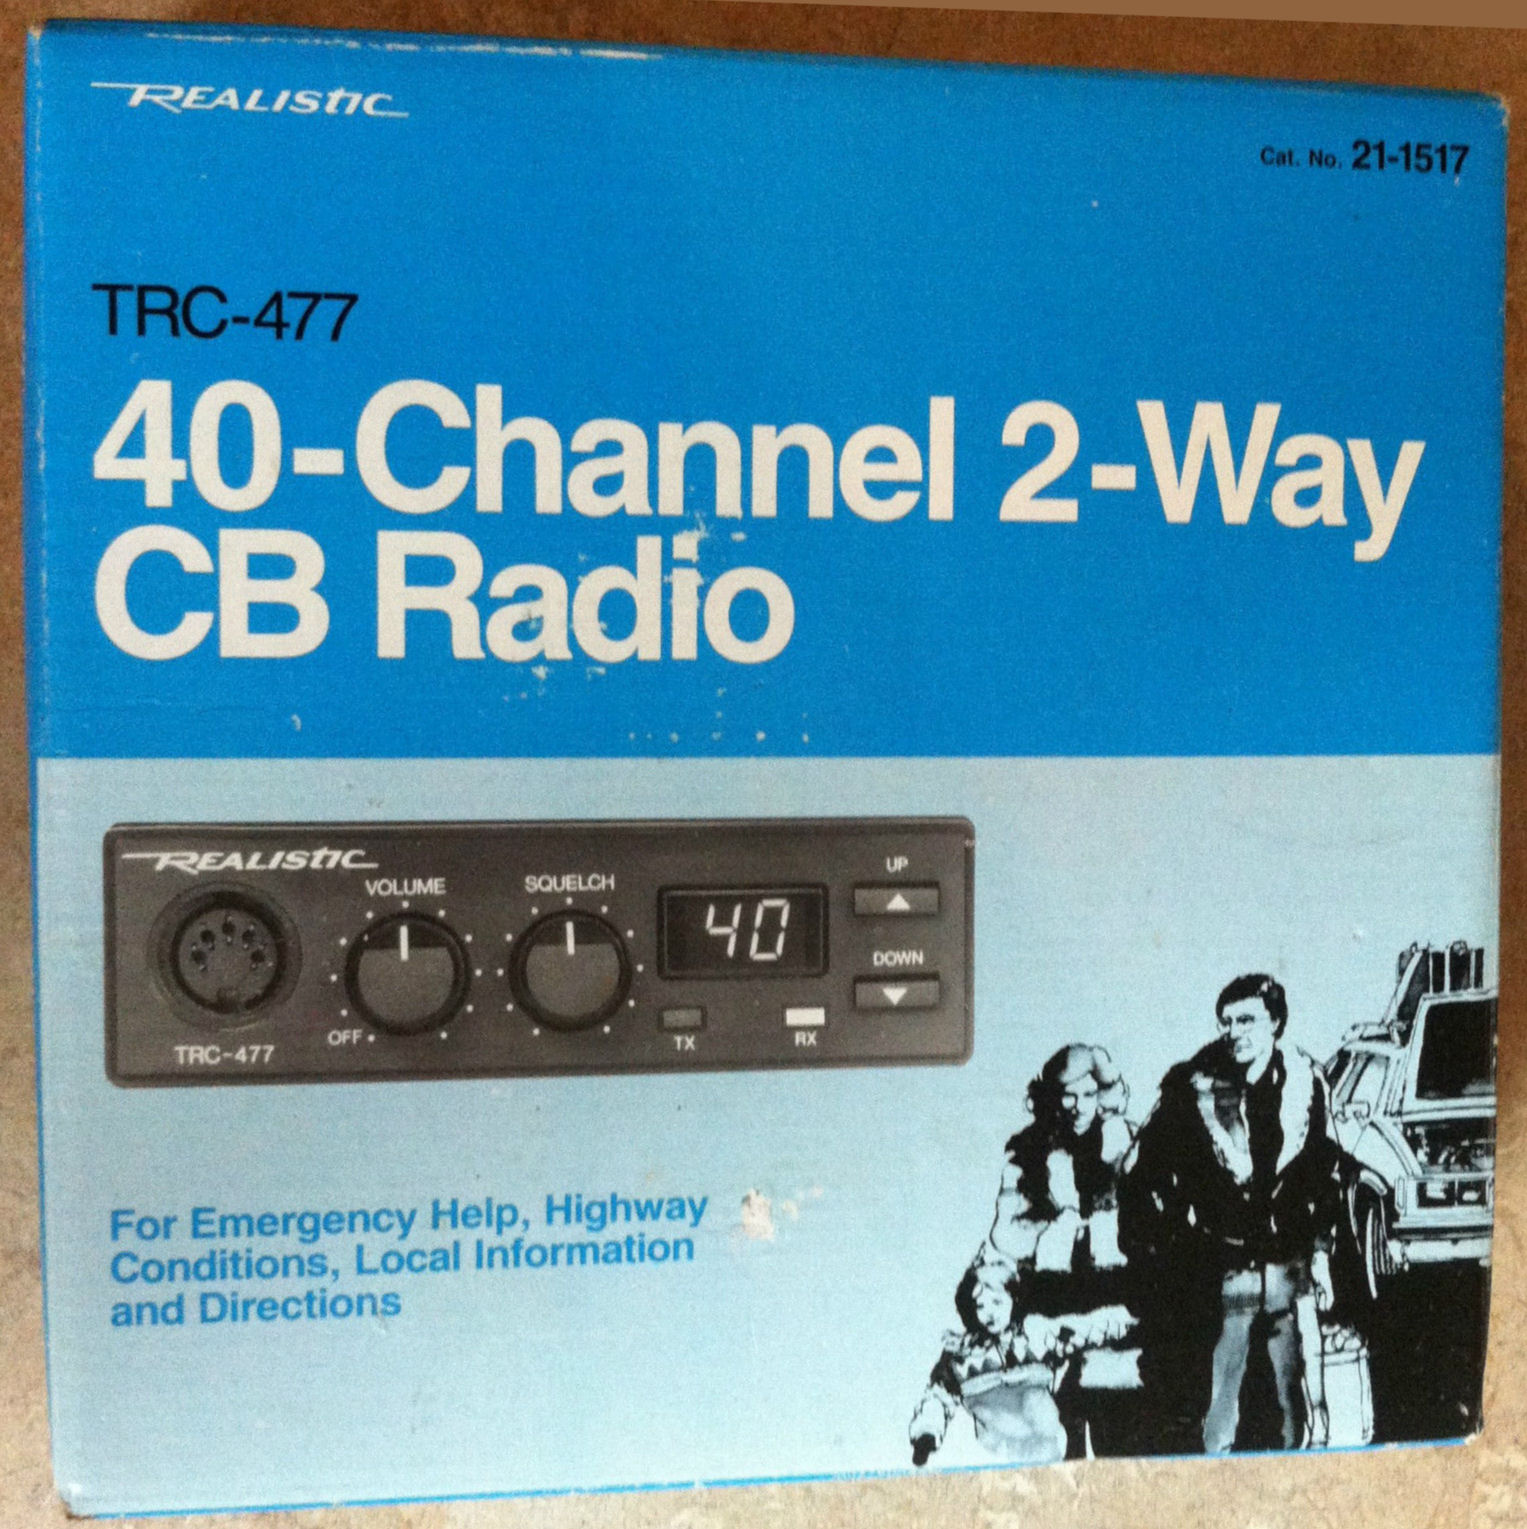 REALISTIC
Cat. No. 21-1517
TRC-477
40-Channel 2-Way
CB Radio
REALISTIC
VOLUME
SQUELCH
40
UP
DOWN
OFF
TX
RX
TRC-477
For Emergency Help, Highway
Conditions, Local Information
and Directions